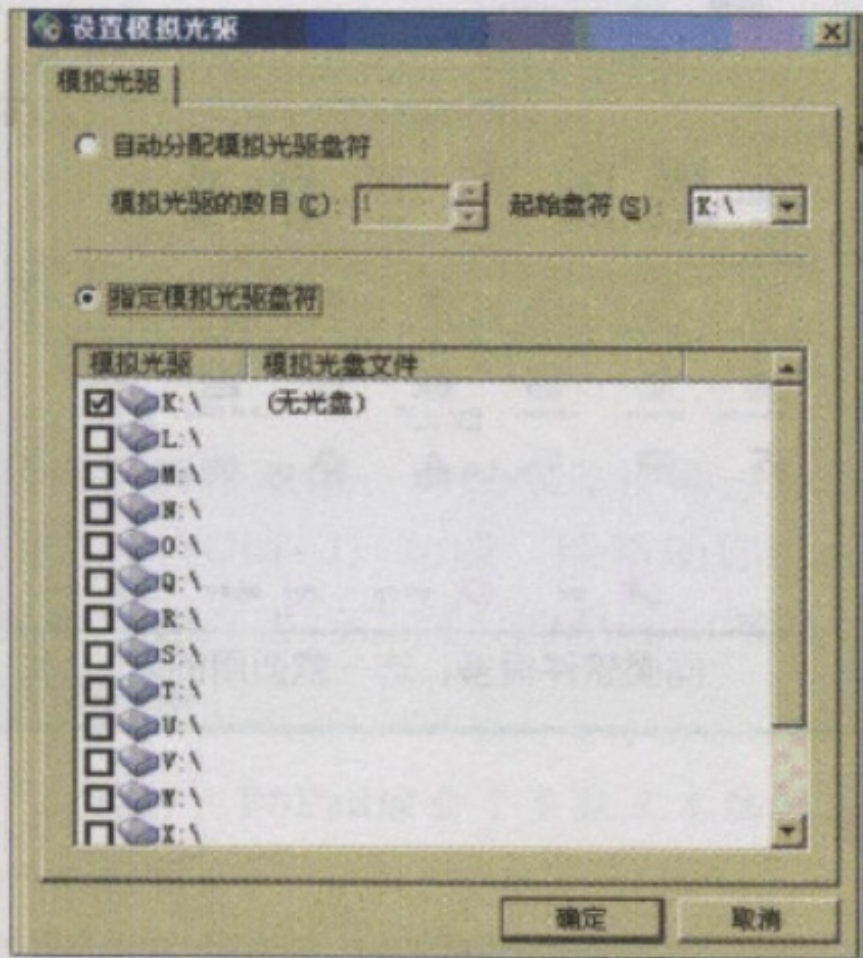 设置模拟光驱
模拟光驱
自动分配模拟光驱盘符
模拟光驱的数目(C): 1 起始盘符(S): K:\
指定模拟光驱盘符
模拟光驱 模拟光盘文件
K:\ (无光盘)
L:\
M:\
N:\
O:\
Q:\
R:\
S:\
T:\
U:\
V:\
W:\
X:\
确定 取消